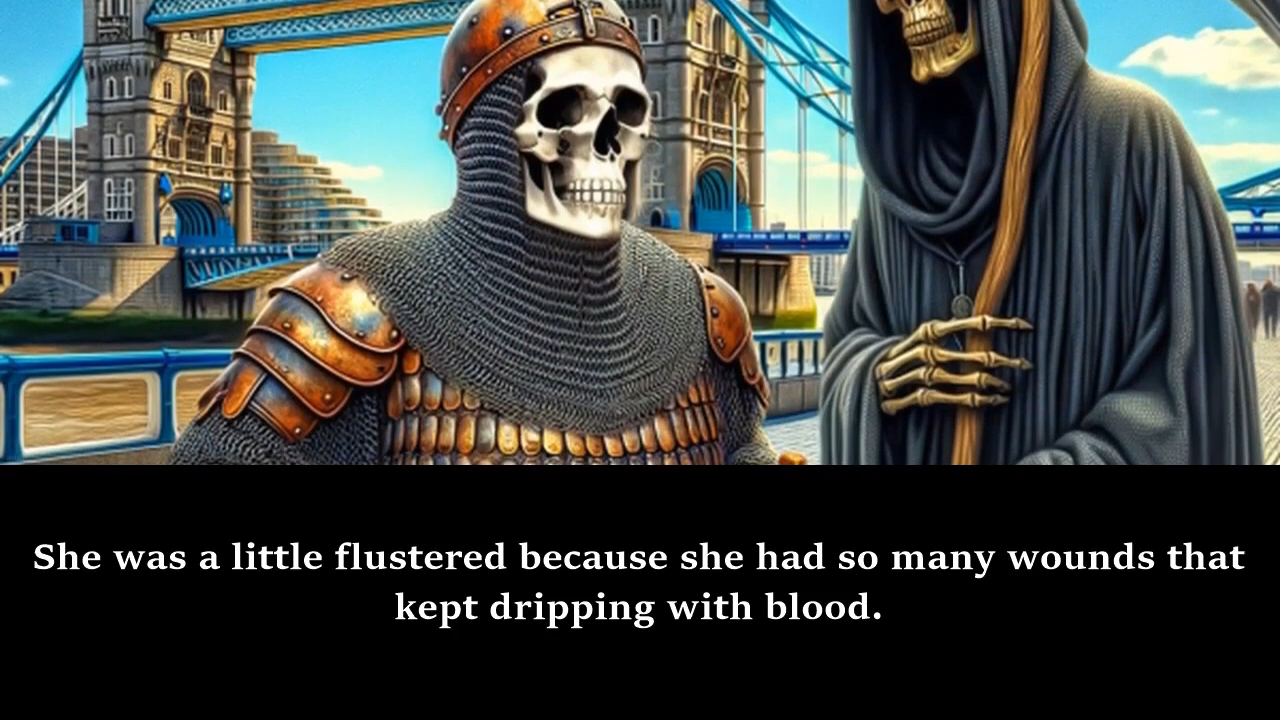 She was a little flustered because she had so many wounds that
kept dripping with blood.